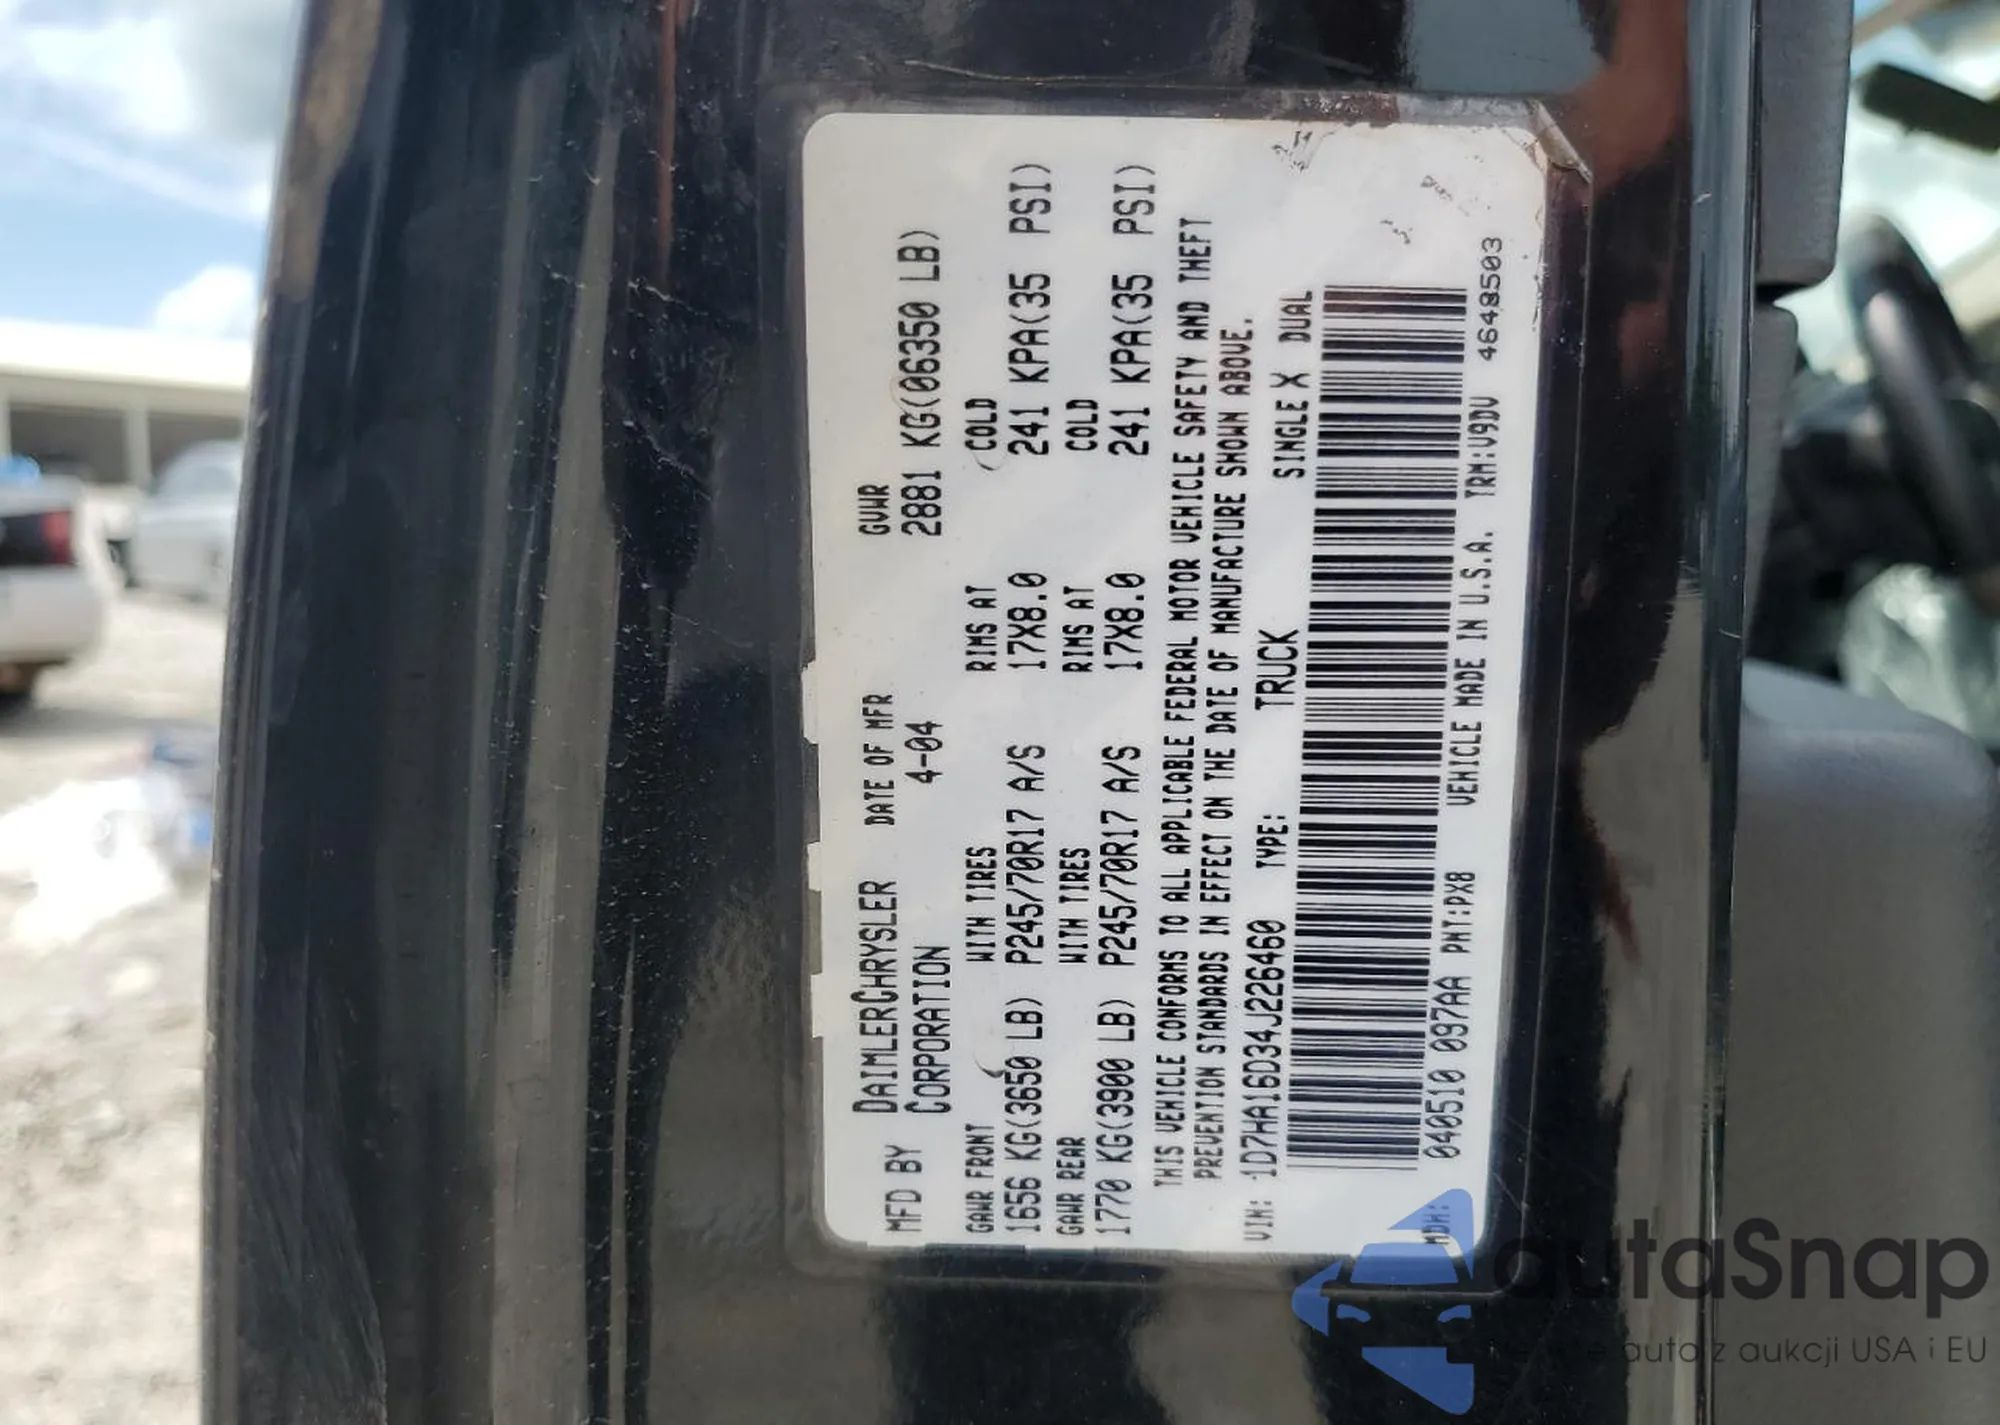 MFD BY DAIMLERCHRYSLER CORPORATION DATE OF MFR 4-04 GVWR 2881 KG(06350 LB)
GAWR FRONT WITH TIRES RIMS AT COLD
1656 KG(3650 LB) P245/70R17 A/S 17X8.0 241 KPA(35 PSI)
GAWR REAR WITH TIRES RIMS AT COLD
1770 KG(3900 LB) P245/70R17 A/S 17X8.0 241 KPA(35 PSI)
THIS VEHICLE CONFORMS TO ALL APPLICABLE FEDERAL MOTOR VEHICLE SAFETY AND THEFT
PREVENTION STANDARDS IN EFFECT ON THE DATE OF MANUFACTURE SHOWN ABOVE.
VIN: 1D7HA16D34J226460 TYPE: TRUCK SINGLE X DUAL
MDH: 040510 097AA PNT:PX8 VEHICLE MADE IN U.S.A. TRM:V9DV 4648503
autaSnap
auta z aukcji USA i EU